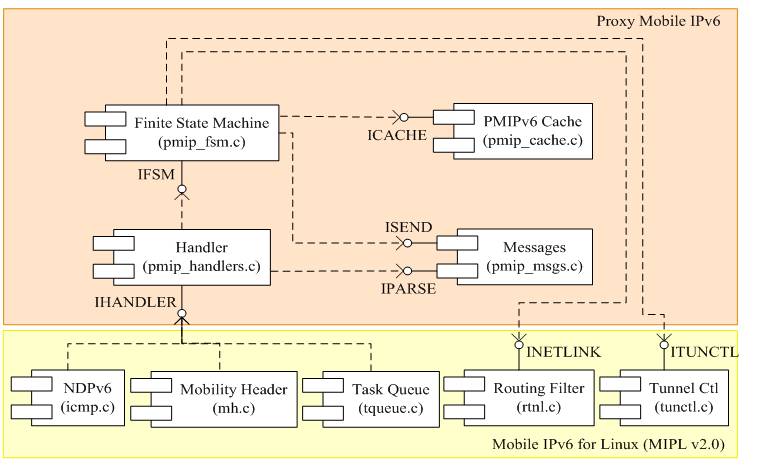 Proxy Mobile IPv6
Finite State Machine
(pmip_fsm.c)
PMIPv6 Cache
(pmip_cache.c)
ICACHE
IFSM
ISEND
Handler
(pmip_handlers.c)
Messages
(pmip_msgs.c)
IPARSE
IHANDLER
INETLINK
ITUNCTL
NDPv6
(icmp.c)
Mobility Header
(mh.c)
Task Queue
(tqueue.c)
Routing Filter
(rtnl.c)
Tunnel Ctl
(tunctl.c)
Mobile IPv6 for Linux (MIPL v2.0)